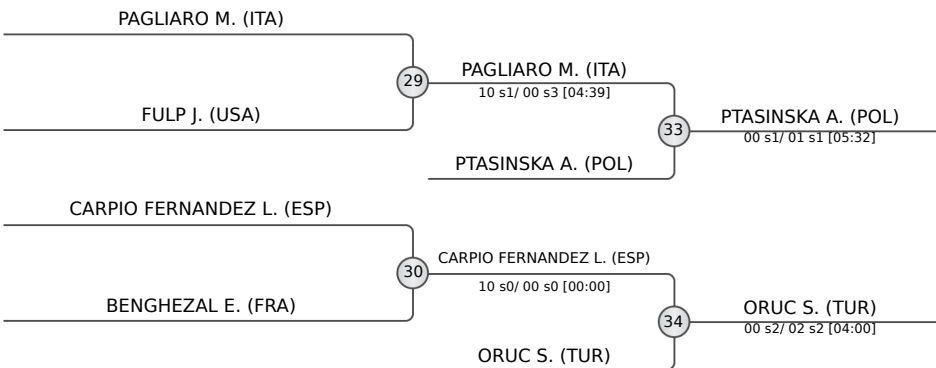 PAGLIARO M. (ITA)
29
PAGLIARO M. (ITA)
10 s1/ 00 s3 [04:39]
FULP J. (USA)
33
PTASINSKA A. (POL)
00 s1/ 01 s1 [05:32]
PTASINSKA A. (POL)
CARPIO FERNANDEZ L. (ESP)
30
CARPIO FERNANDEZ L. (ESP)
10 s0/ 00 s0 [00:00]
BENGHEZAL E. (FRA)
34
ORUC S. (TUR)
00 s2/ 02 s2 [04:00]
ORUC S. (TUR)